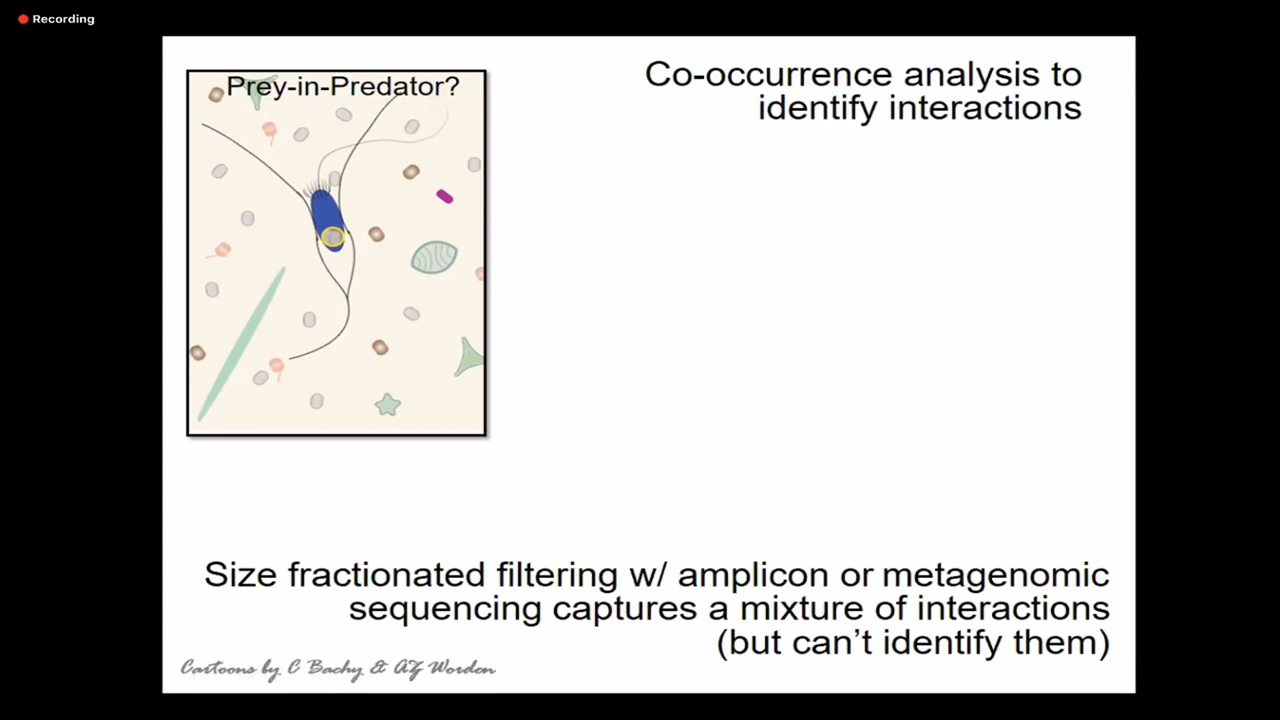 Recording
Prey-in-Predator?
Co-occurrence analysis to
identify interactions
Size fractionated filtering w/ amplicon or metagenomic
sequencing captures a mixture of interactions
(but can't identify them)
Cartoons by C Bachy & AZ Worden